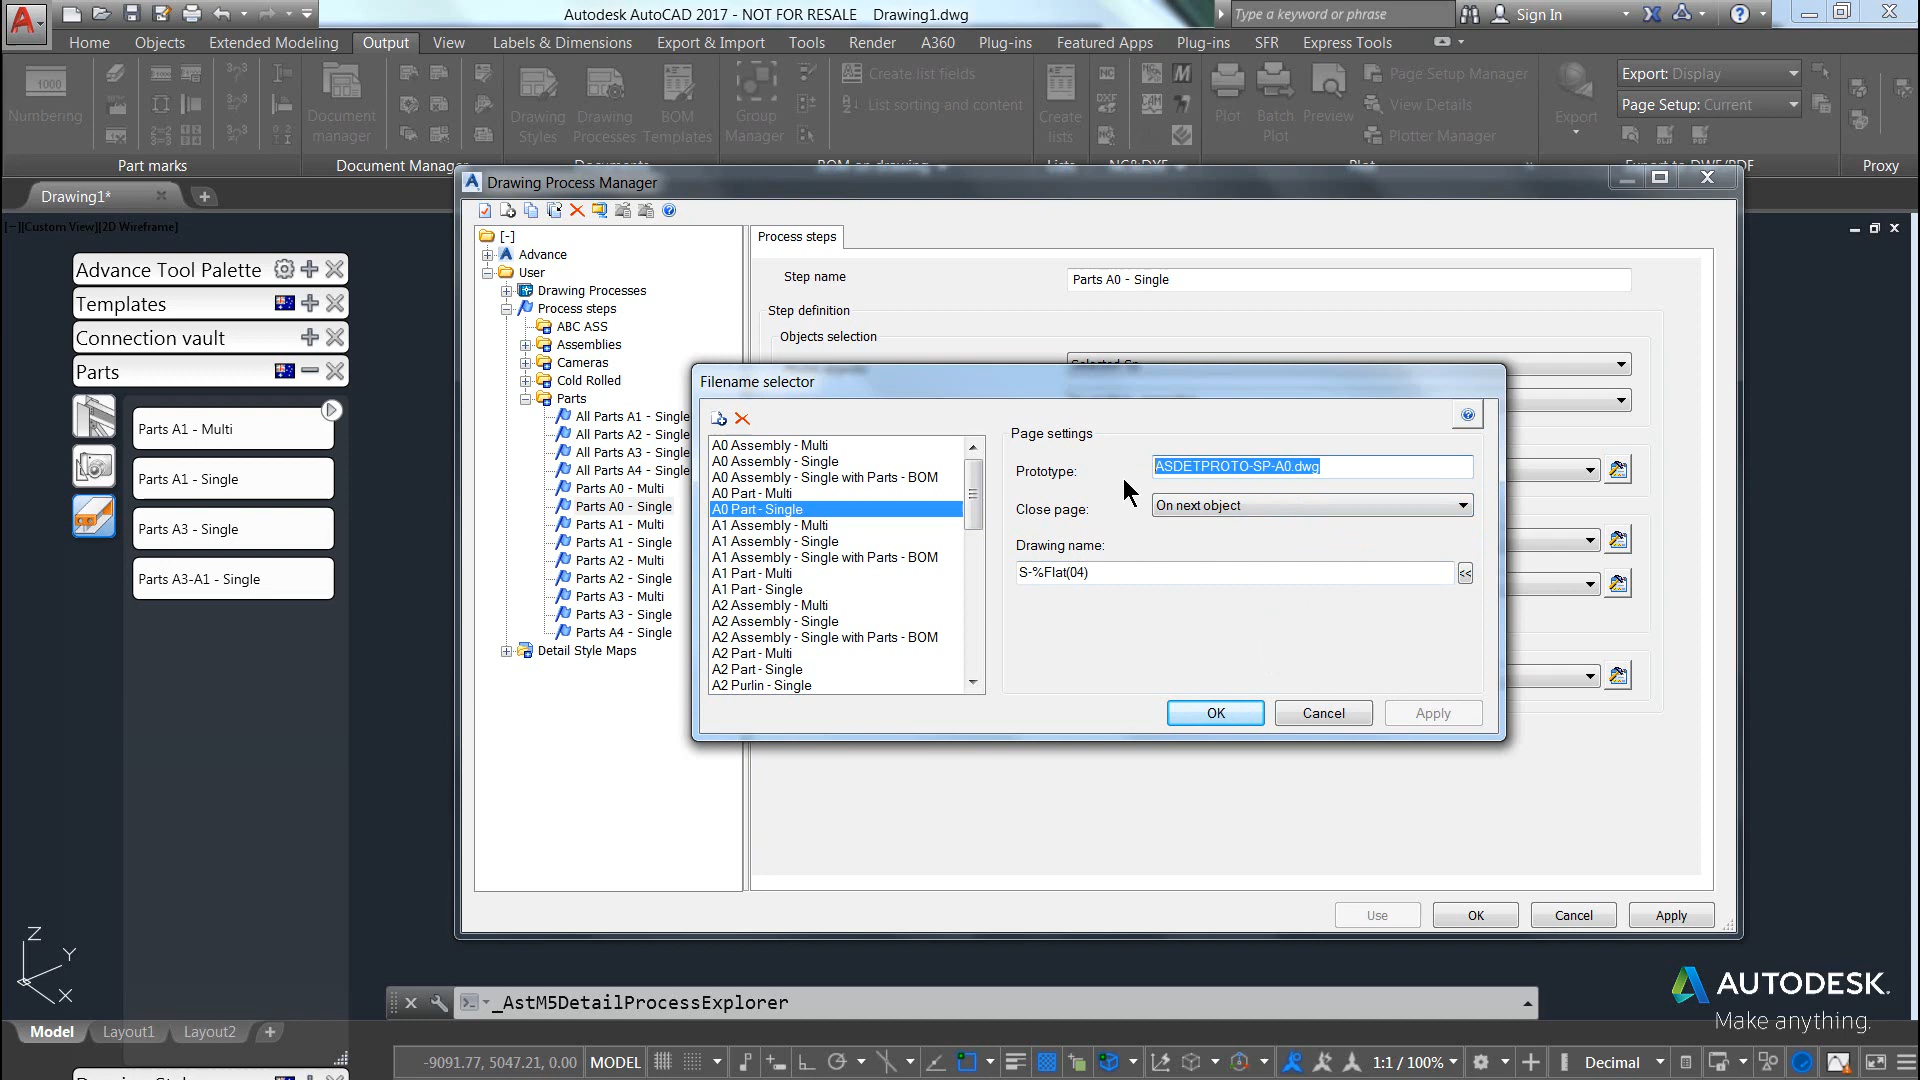 Autodesk AutoCAD 2017 - NOT FOR RESALE Drawing1.dwg
Type a keyword or phrase
Sign In
Home Objects Extended Modeling Output View Labels & Dimensions Export & Import Tools Render A360 Plug-ins Featured Apps Plug-ins SFR Express Tools
Numbering
Document manager
Drawing Styles
Drawing Processes
BOM Templates
Group Manager
Create list fields
List sorting and content
Create lists
Plot
Batch Plot
Preview
Page Setup Manager
View Details
Plotter Manager
Export
Export: Display
Page Setup: Current
Part marks
Document Manag
Proxy
Drawing1*
[−][Custom View][2D Wireframe]
Advance Tool Palette
Templates
Connection vault
Parts
Parts A1 - Multi
Parts A1 - Single
Parts A3 - Single
Parts A3-A1 - Single
Drawing Process Manager
[-]
Advance
User
Drawing Processes
Process steps
ABC ASS
Assemblies
Cameras
Cold Rolled
Parts
All Parts A1 - Single
All Parts A2 - Single
All Parts A3 - Single
All Parts A4 - Single
Parts A0 - Multi
Parts A0 - Single
Parts A1 - Multi
Parts A1 - Single
Parts A2 - Multi
Parts A2 - Single
Parts A3 - Multi
Parts A3 - Single
Parts A4 - Single
Detail Style Maps
Process steps
Step name
Parts A0 - Single
Step definition
Objects selection
Filename selector
A0 Assembly - Multi
A0 Assembly - Single
A0 Assembly - Single with Parts - BOM
A0 Part - Multi
A0 Part - Single
A1 Assembly - Multi
A1 Assembly - Single
A1 Assembly - Single with Parts - BOM
A1 Part - Multi
A1 Part - Single
A2 Assembly - Multi
A2 Assembly - Single
A2 Assembly - Single with Parts - BOM
A2 Part - Multi
A2 Part - Single
A2 Purlin - Single
Page settings
Prototype: ASDETPROTO-SP-A0.dwg
Close page: On next object
Drawing name:
S-%Flat(04)
<<
OK Cancel Apply
Use OK Cancel Apply
Z
Y
X
_AstM5DetailProcessExplorer
AUTODESK.
Make anything.
Model Layout1 Layout2
-9091.77, 5047.21, 0.00 MODEL 1:1 / 100% Decimal